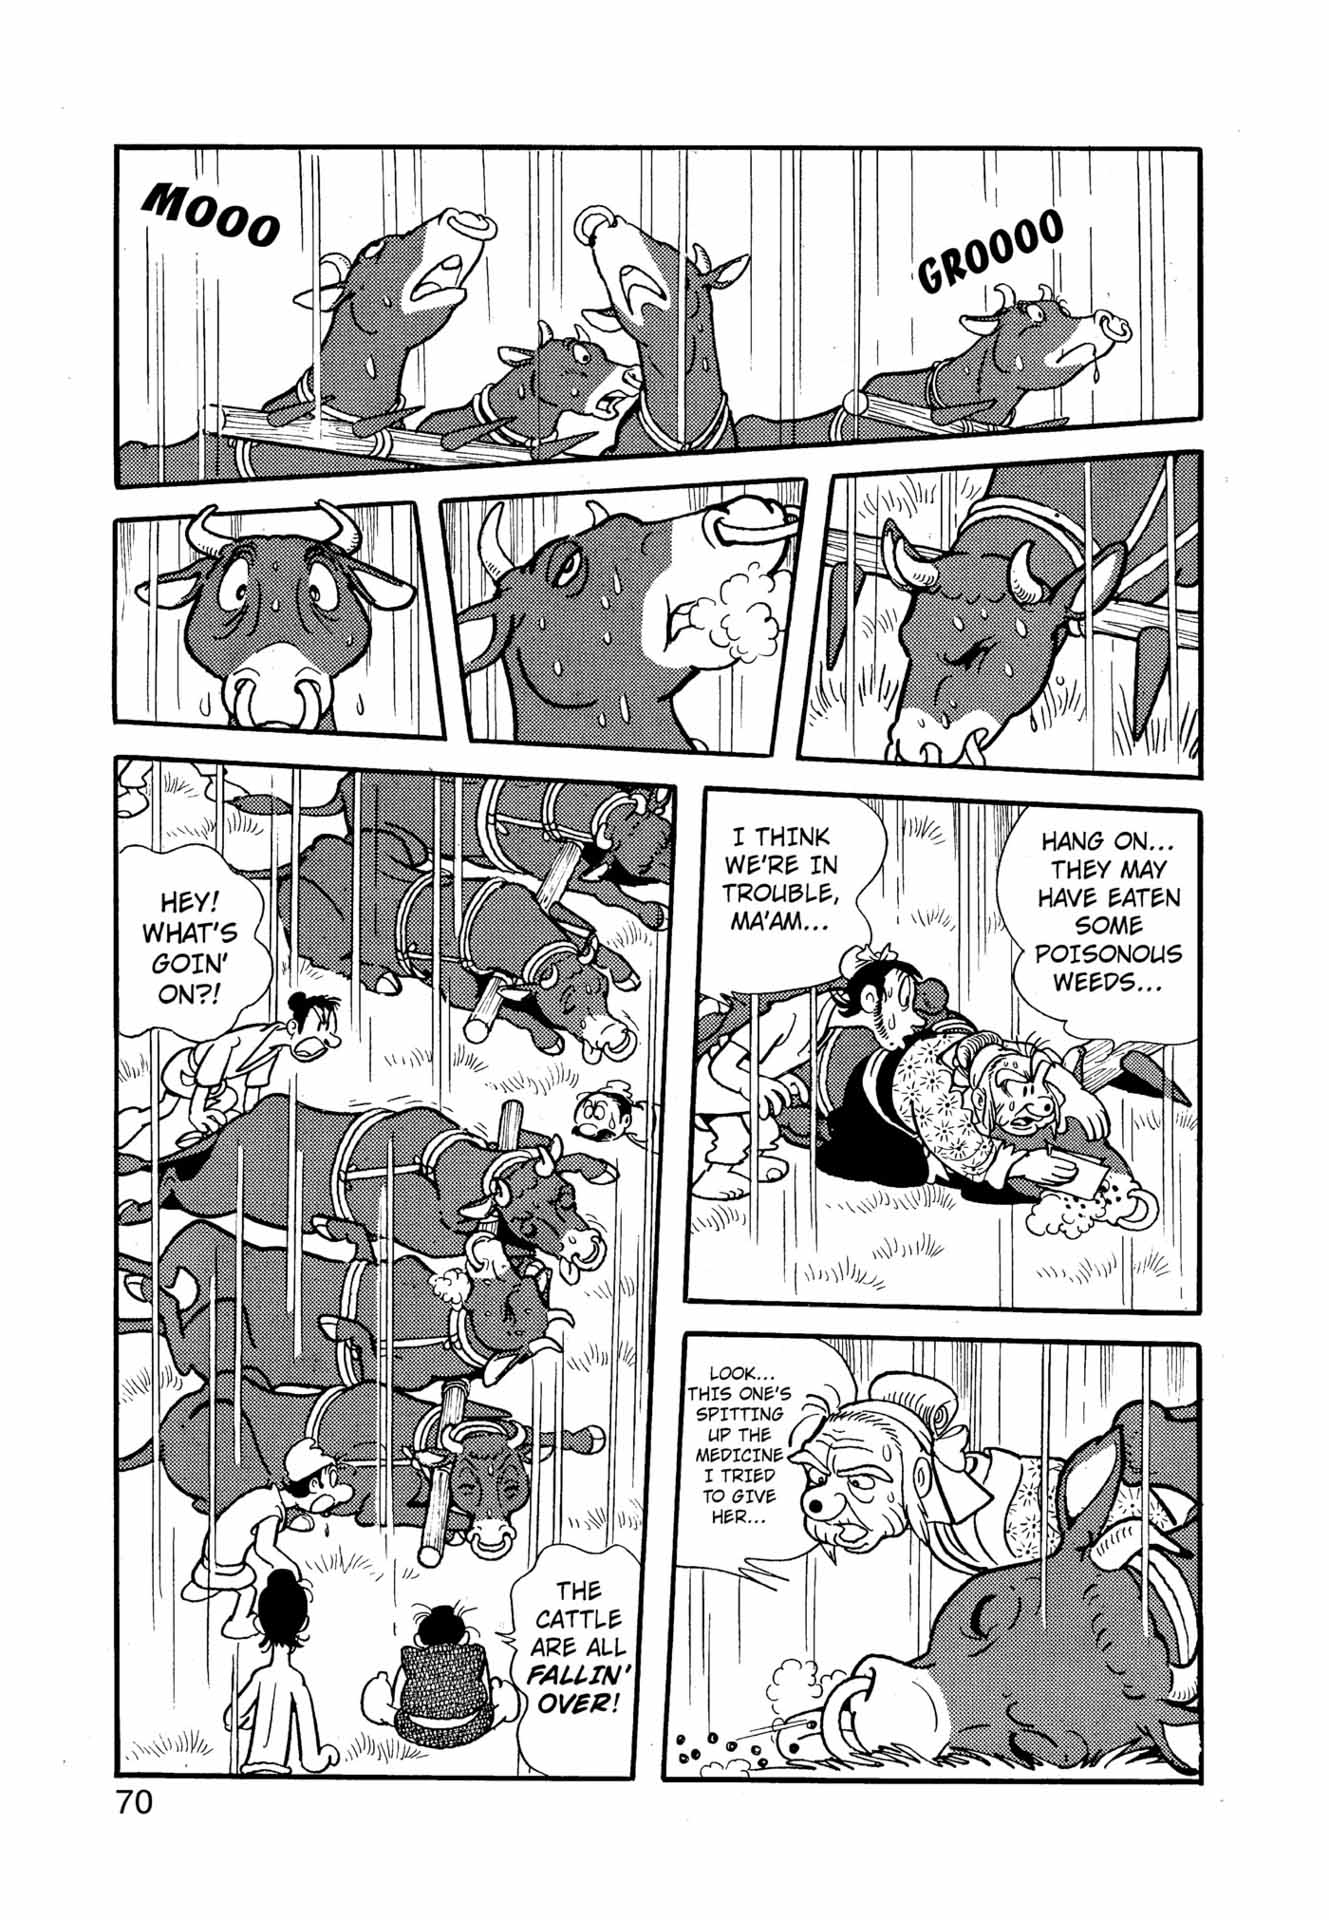 MOOO
GROOOO
HEY!
WHAT'S
GOIN'
ON?!
THE
CATTLE
ARE ALL
FALLIN'
OVER!
I THINK
WE'RE IN
TROUBLE,
MA'AM...
HANG ON...
THEY MAY
HAVE EATEN
SOME
POISONOUS
WEEDS...
LOOK...
THIS ONE'S
SPITTING
UP THE
MEDICINE
I TRIED
TO GIVE
HER...
70